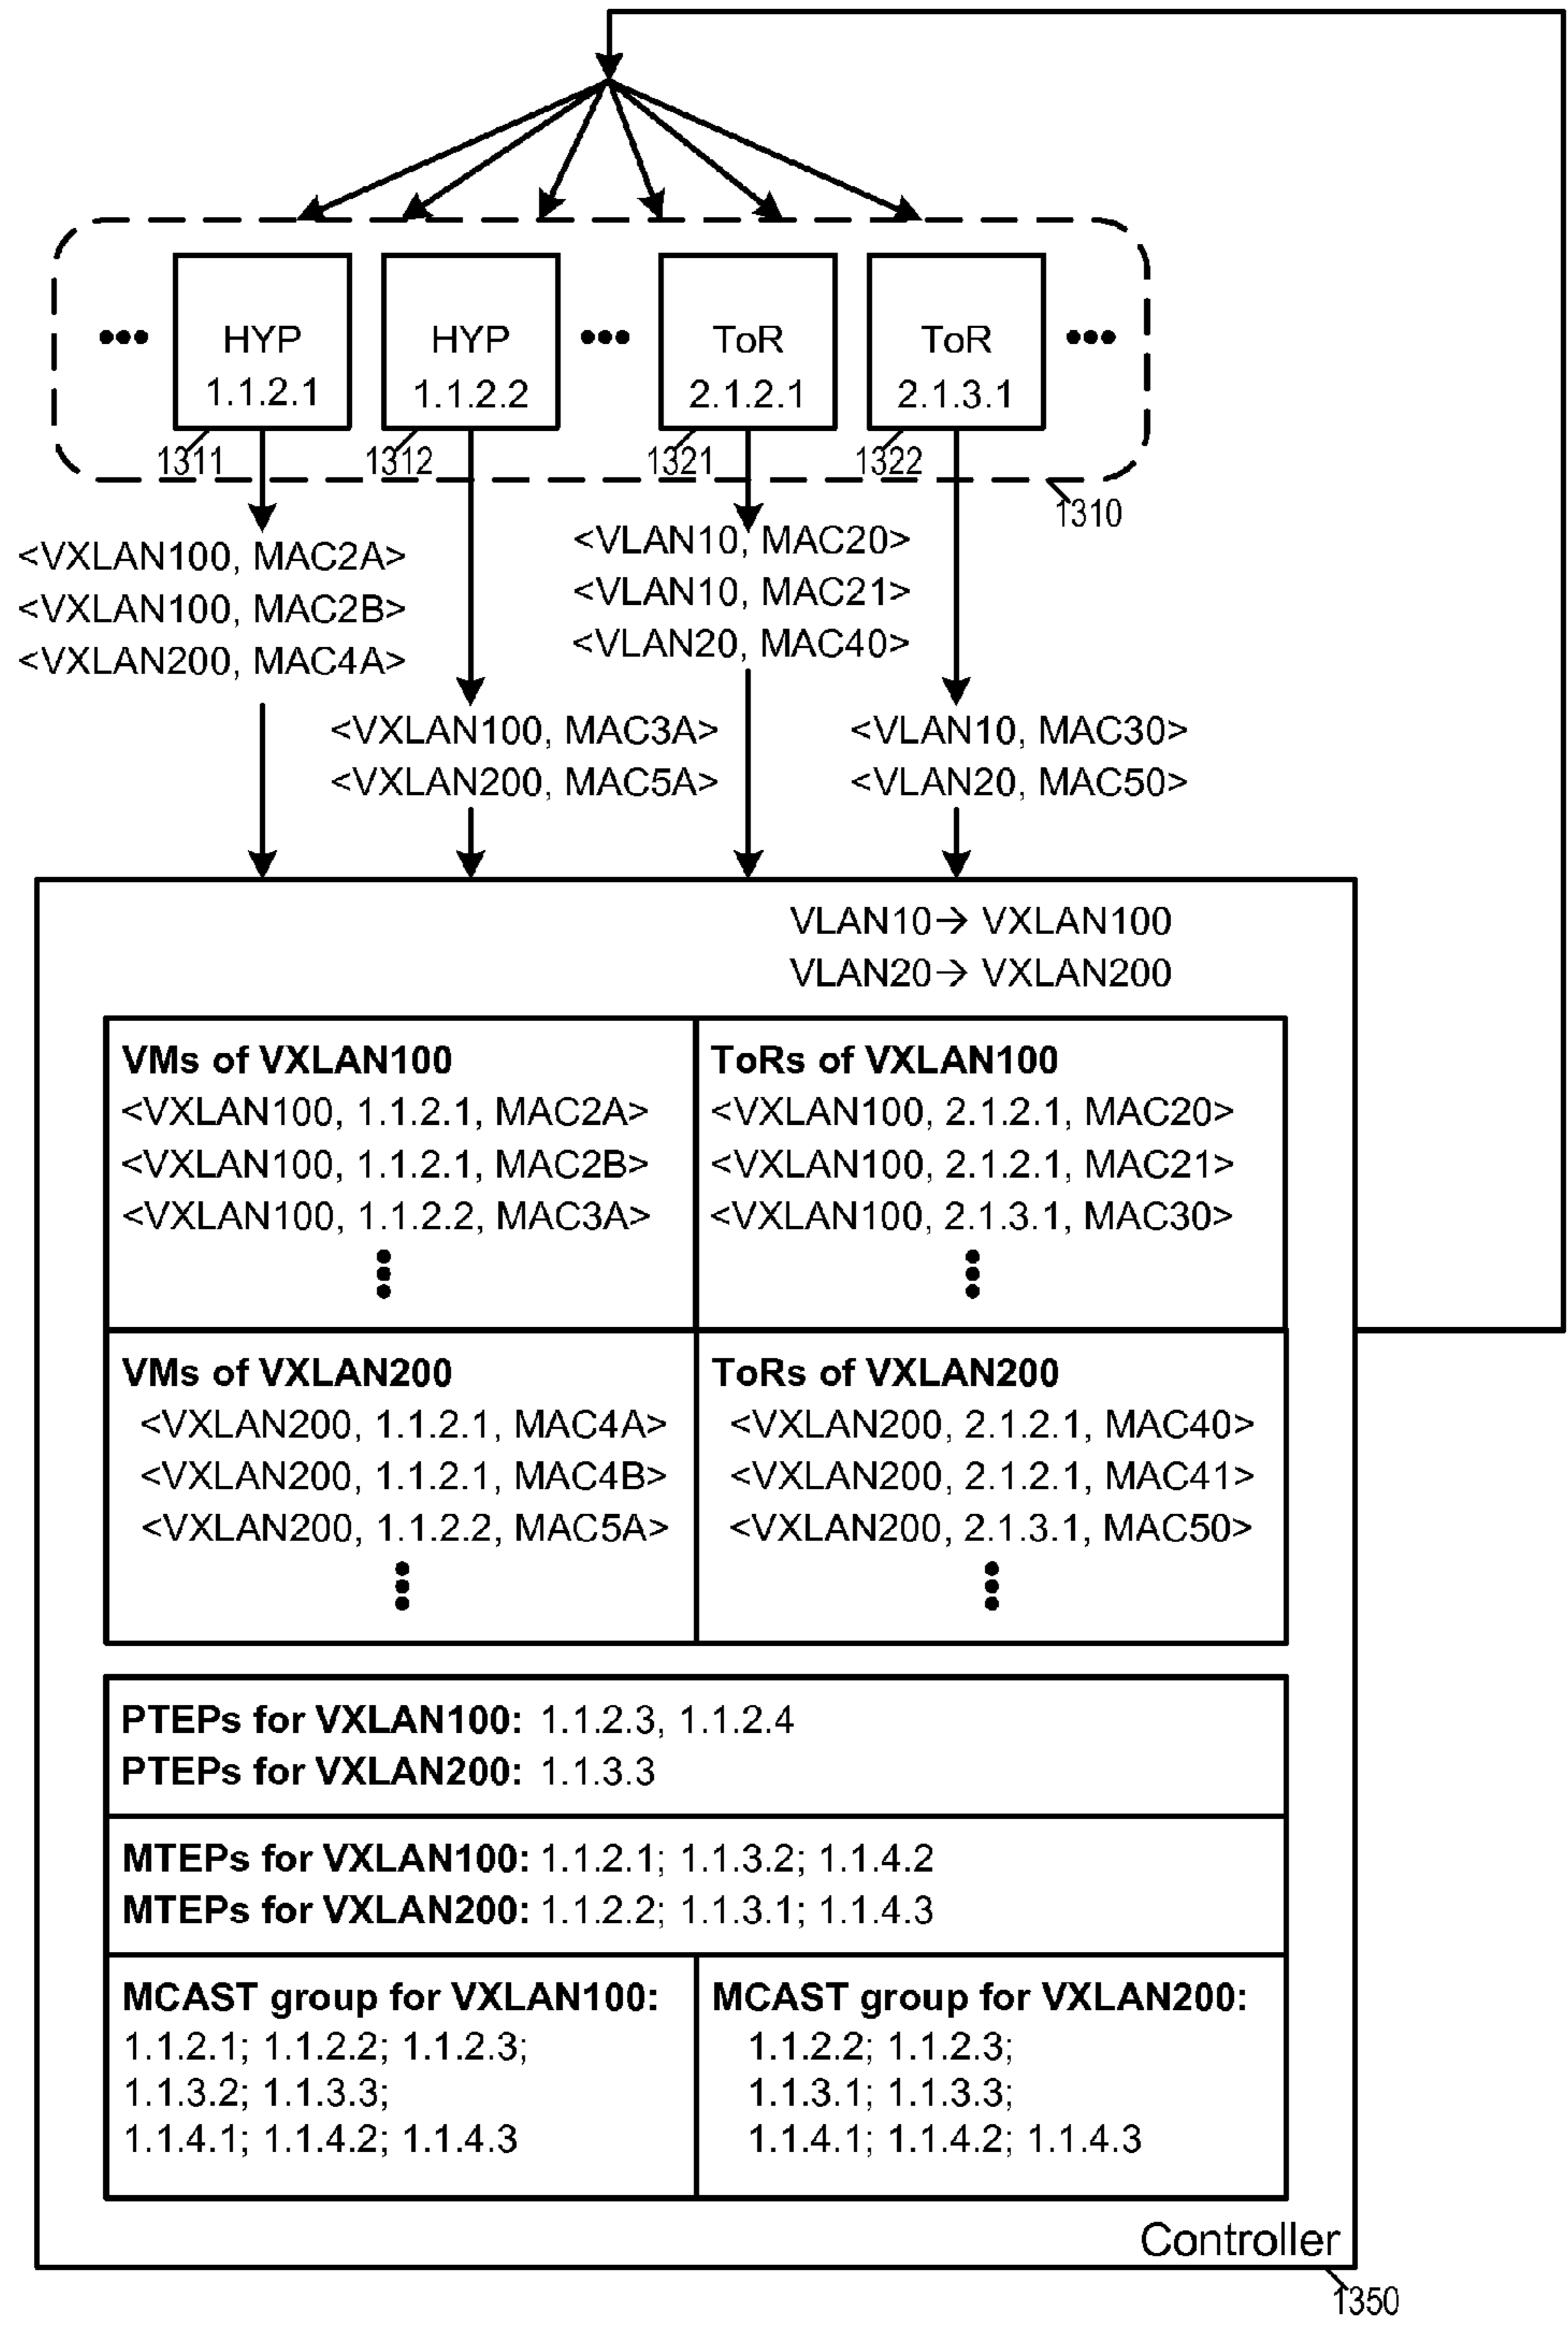 HYP
1.1.2.1
HYP
1.1.2.2
ToR
2.1.2.1
ToR
2.1.3.1
1311
1312
1321
1322
1310
<VXLAN100, MAC2A>
<VXLAN100, MAC2B>
<VXLAN200, MAC4A>
<VLAN10, MAC20>
<VLAN10, MAC21>
<VLAN20, MAC40>
<VXLAN100, MAC3A>
<VXLAN200, MAC5A>
<VLAN10, MAC30>
<VLAN20, MAC50>
VLAN10→ VXLAN100
VLAN20→ VXLAN200
VMs of VXLAN100
<VXLAN100, 1.1.2.1, MAC2A>
<VXLAN100, 1.1.2.1, MAC2B>
<VXLAN100, 1.1.2.2, MAC3A>
ToRs of VXLAN100
<VXLAN100, 2.1.2.1, MAC20>
<VXLAN100, 2.1.2.1, MAC21>
<VXLAN100, 2.1.3.1, MAC30>
VMs of VXLAN200
<VXLAN200, 1.1.2.1, MAC4A>
<VXLAN200, 1.1.2.1, MAC4B>
<VXLAN200, 1.1.2.2, MAC5A>
ToRs of VXLAN200
<VXLAN200, 2.1.2.1, MAC40>
<VXLAN200, 2.1.2.1, MAC41>
<VXLAN200, 2.1.3.1, MAC50>
PTEPs for VXLAN100: 1.1.2.3, 1.1.2.4
PTEPs for VXLAN200: 1.1.3.3
MTEPs for VXLAN100: 1.1.2.1; 1.1.3.2; 1.1.4.2
MTEPs for VXLAN200: 1.1.2.2; 1.1.3.1; 1.1.4.3
MCAST group for VXLAN100:
1.1.2.1; 1.1.2.2; 1.1.2.3;
1.1.3.2; 1.1.3.3;
1.1.4.1; 1.1.4.2; 1.1.4.3
MCAST group for VXLAN200:
1.1.2.2; 1.1.2.3;
1.1.3.1; 1.1.3.3;
1.1.4.1; 1.1.4.2; 1.1.4.3
Controller
1350